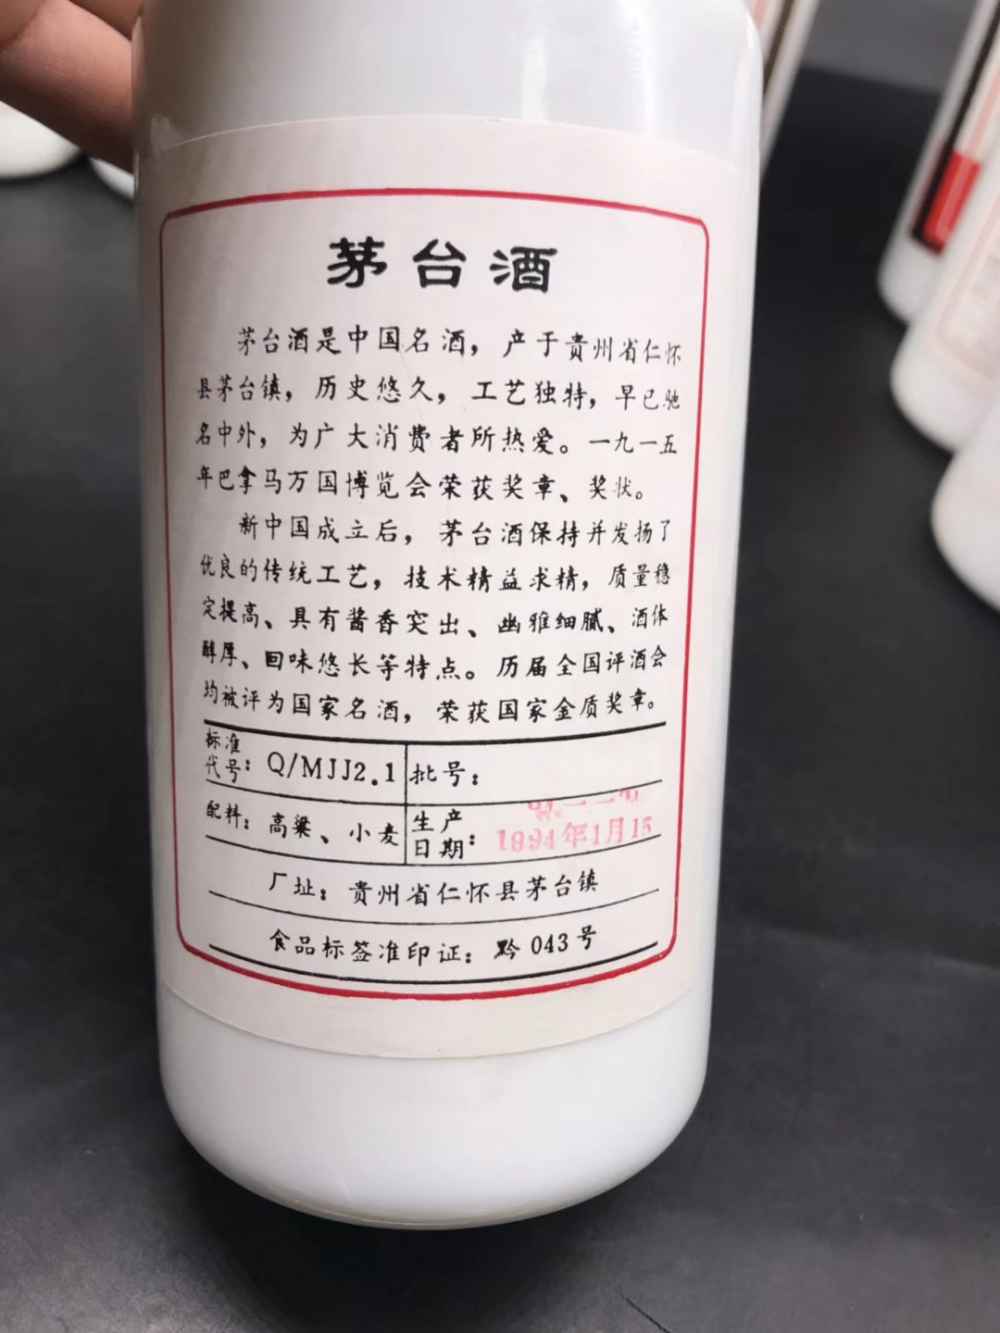 茅台酒
茅台酒是中国名酒，产于贵州省仁怀
县茅台镇，历史悠久，工艺独特，早已驰
名中外，为广大消费者所热爱。一九一五
年巴拿马万国博览会荣获奖章、奖状。
新中国成立后，茅台酒保持并发扬了
优良的传统工艺，技术精益求精，质量稳
定提高、具有酱香突出、幽雅细腻、酒体
醇厚、回味悠长等特点。历届全国评酒会
均被评为国家名酒，荣获国家金质奖章。
标准代号：Q/MJJ2.1 批号：
配料：高粱、小麦 生产日期：1994年1月15
厂址：贵州省仁怀县茅台镇
食品标签准印证：黔043号